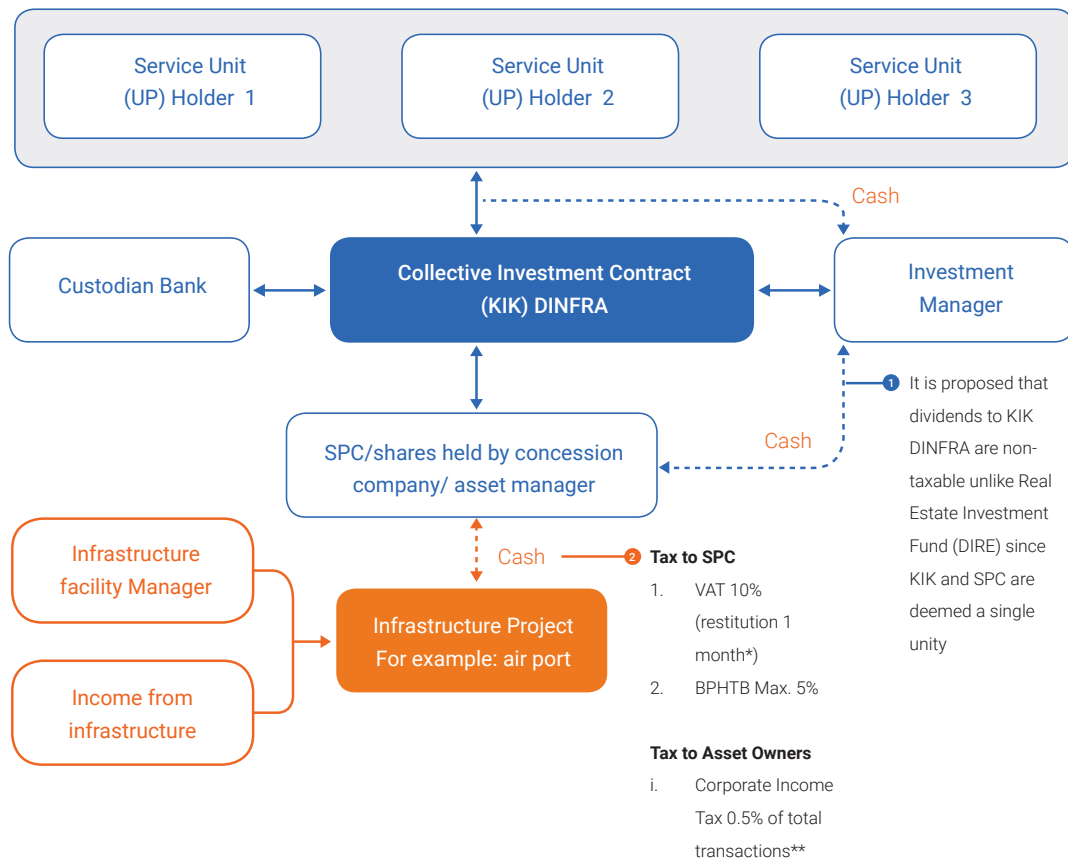 Service Unit
(UP) Holder 1
Service Unit
(UP) Holder 2
Service Unit
(UP) Holder 3
Cash
Custodian Bank
Collective Investment Contract
(KIK) DINFRA
Investment
Manager
1
It is proposed that
dividends to KIK
DINFRA are non-
taxable unlike Real
Estate Investment
Fund (DIRE) since
KIK and SPC are
deemed a single
unity
SPC/shares held by concession
company/ asset manager
Cash
Infrastructure
facility Manager
Cash
2
Tax to SPC
1. VAT 10%
(restitution 1
month*)
2. BPHTB Max. 5%
Infrastructure Project
For example: air port
Income from
infrastructure
Tax to Asset Owners
i. Corporate Income
Tax 0.5% of total
transactions**